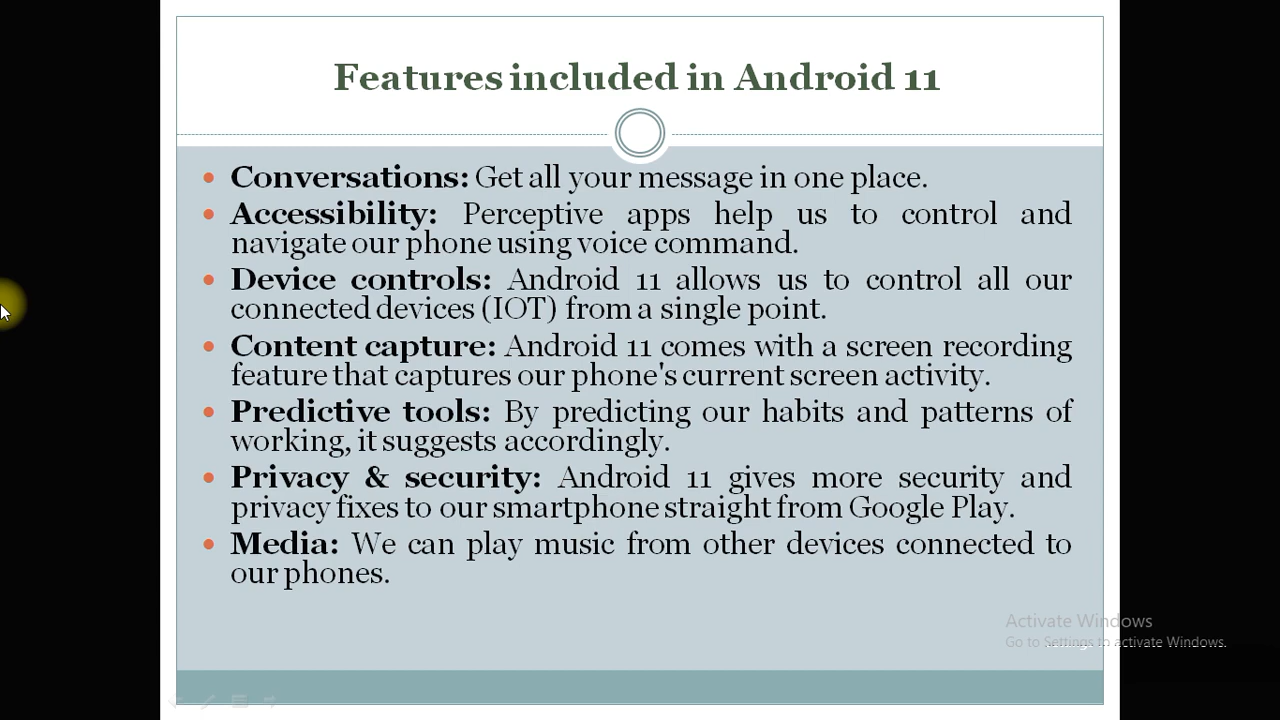 Features included in Android 11
• Conversations: Get all your message in one place.
• Accessibility: Perceptive apps help us to control and
navigate our phone using voice command.
• Device controls: Android 11 allows us to control all our
connected devices (IOT) from a single point.
• Content capture: Android 11 comes with a screen recording
feature that captures our phone's current screen activity.
• Predictive tools: By predicting our habits and patterns of
working, it suggests accordingly.
• Privacy & security: Android 11 gives more security and
privacy fixes to our smartphone straight from Google Play.
• Media: We can play music from other devices connected to
our phones.
Activate Windows
Go to Settings to activate Windows.